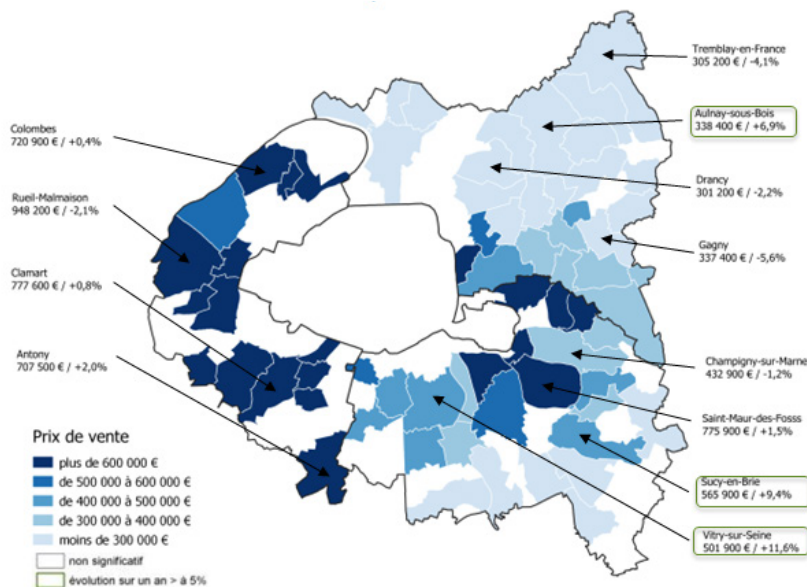 Tremblay-en-France
305 200 € / -4,1%
Aulnay-sous-Bois
338 400 € / +6,9%
Colombes
720 900 € / +0,4%
Drancy
301 200 € / -2,2%
Rueil-Malmaison
948 200 € / -2,1%
Gagny
337 400 € / -5,6%
Clamart
777 600 € / +0,8%
Antony
707 500 € / +2,0%
Champigny-sur-Marne
432 900 € / -1,2%
Saint-Maur-des-Fosss
775 900 € / +1,5%
Sucy-en-Brie
565 900 € / +9,4%
Vitry-sur-Seine
501 900 € / +11,6%
Prix de vente
plus de 600 000 €
de 500 000 à 600 000 €
de 400 000 à 500 000 €
de 300 000 à 400 000 €
moins de 300 000 €
non significatif
évolution sur un an > à 5%